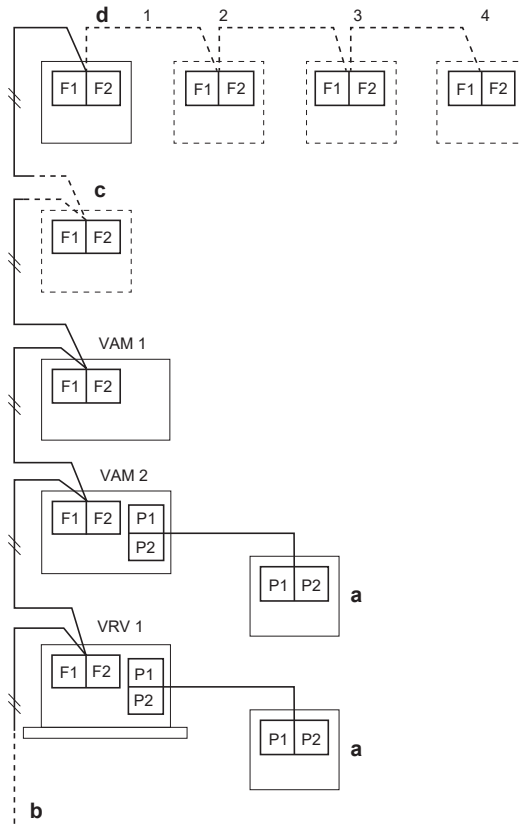 d 1 2 3 4
F1 F2 F1 F2 F1 F2 F1 F2
c
F1 F2
VAM 1
F1 F2
VAM 2
F1 F2 P1
P2
P1 P2 a
VRV 1
F1 F2 P1
P2
P1 P2 a
b